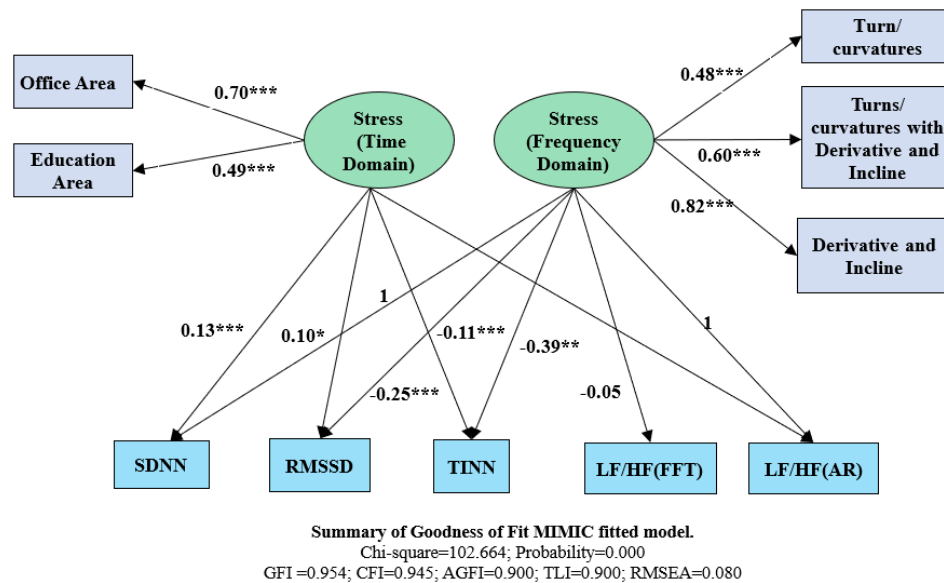 Office Area
Education
Area
0.70***
0.49***
Stress
(Time
Domain)
Stress
(Frequency
Domain)
0.48***
0.60***
0.82***
Turn/
curvatures
Turns/
curvatures with
Derivative and
Incline
Derivative and
Incline
0.13***
0.10*
1
-0.25***
-0.11***
-0.39**
-0.05
1
SDNN
RMSSD
TINN
LF/HF(FFT)
LF/HF(AR)
Summary of Goodness of Fit MIMIC fitted model.
Chi-square=102.664; Probability=0.000
GFI =0.954; CFI=0.945; AGFI=0.900; TLI=0.900; RMSEA=0.080